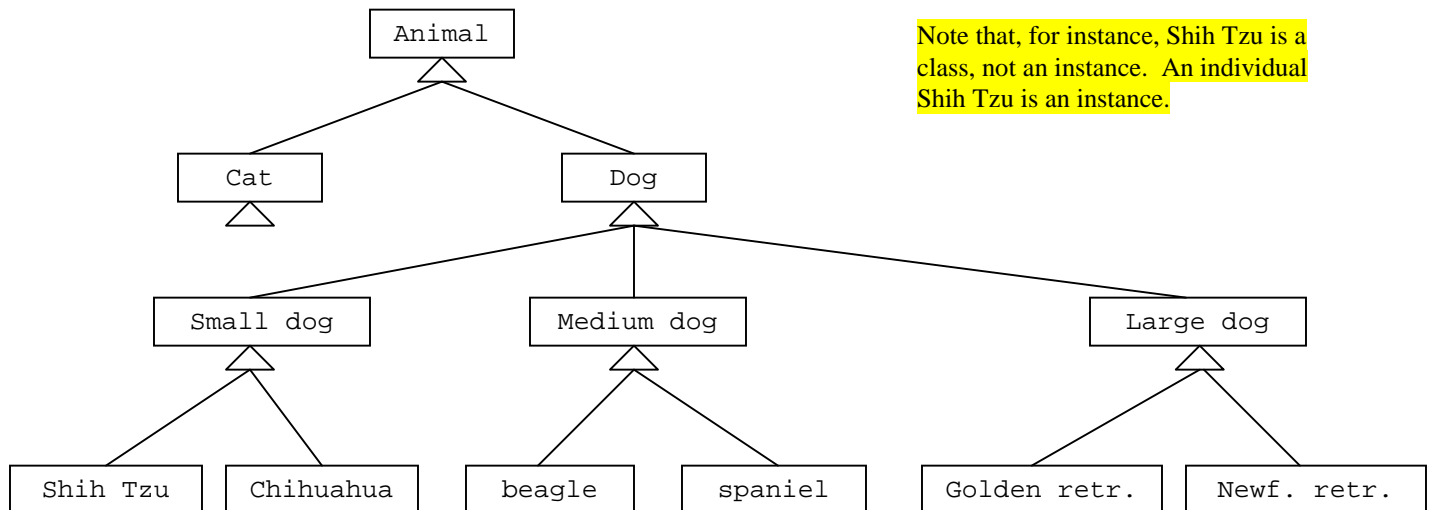 Animal
Note that, for instance, Shih Tzu is a
class, not an instance.  An individual
Shih Tzu is an instance.
Cat
Dog
Small dog
Medium dog
Large dog
Shih Tzu
Chihuahua
beagle
spaniel
Golden retr.
Newf. retr.